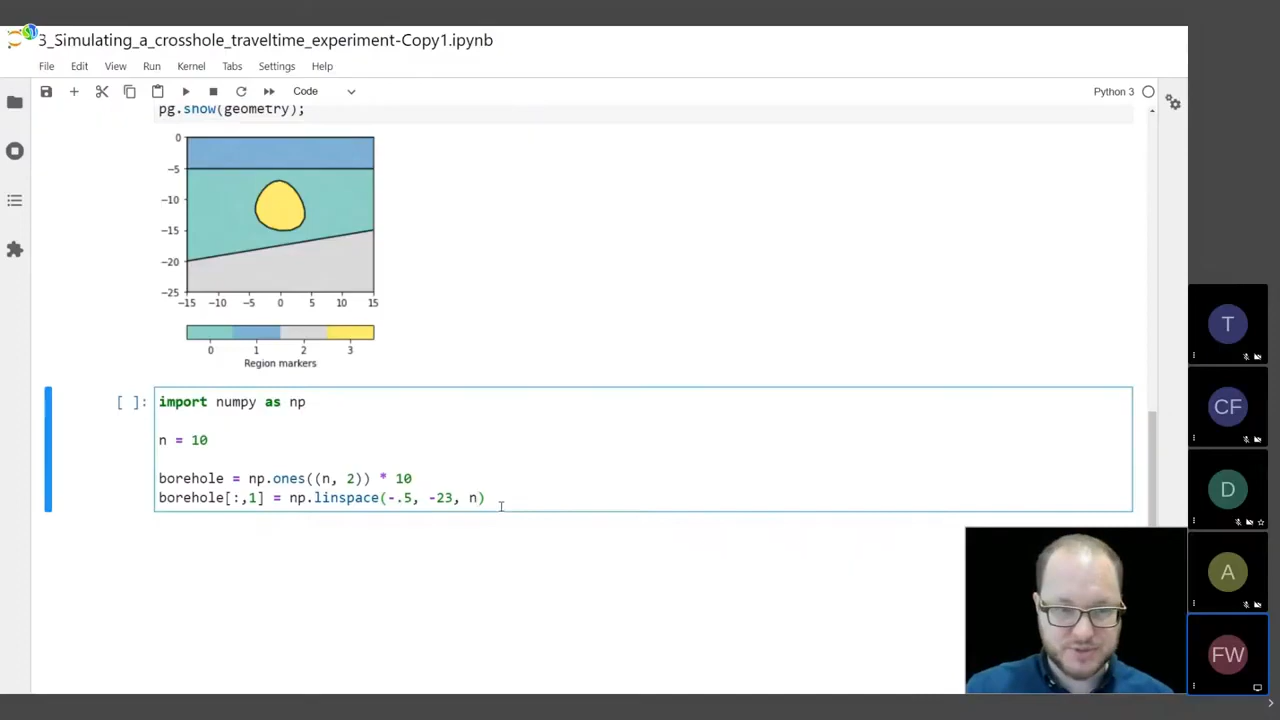 3_Simulating_a_crosshole_traveltime_experiment-Copy1.ipynb
File Edit View Run Kernel Tabs Settings Help
Code
Python 3
pg.show(geometry);
0
−5
−10
−15
−20
−25
−15 −10 −5 0 5 10 15
0 1 2 3
Region markers
[ ]:
import numpy as np
n = 10
borehole = np.ones((n, 2)) * 10
borehole[:,1] = np.linspace(-.5, -23, n)
T
CF
D
A
FW